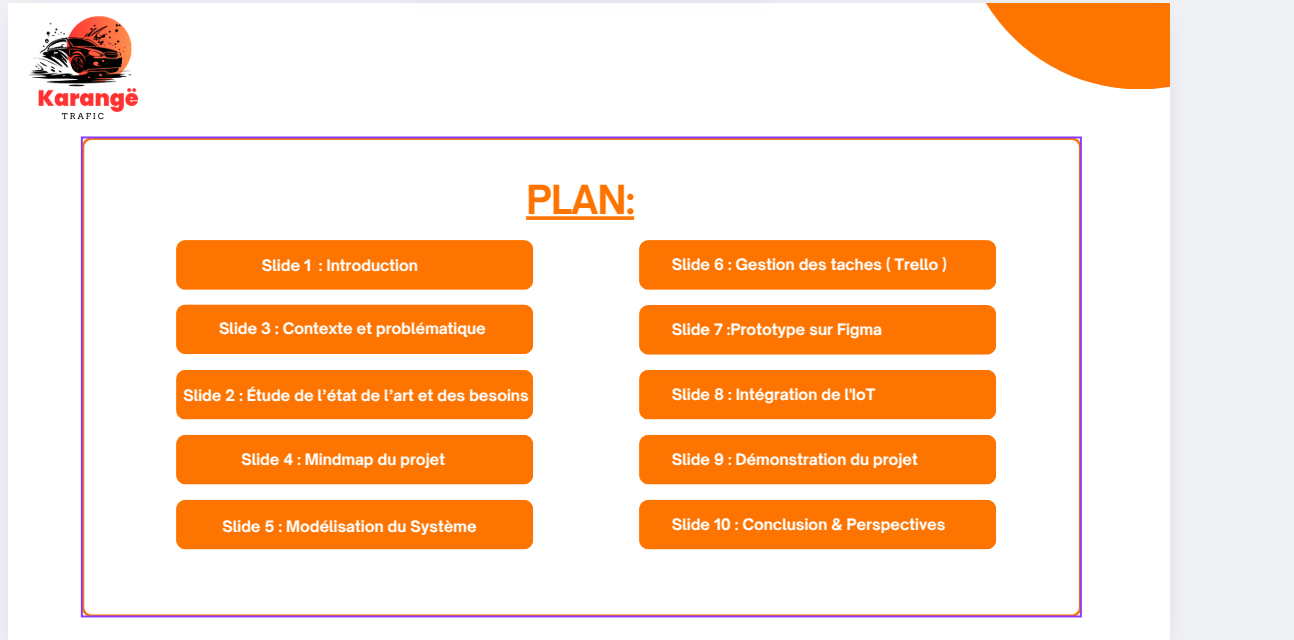 Karangë
TRAFIC
PLAN:
Slide 1 : Introduction
Slide 3 : Contexte et problématique
Slide 2 : Étude de l’état de l’art et des besoins
Slide 4 : Mindmap du projet
Slide 5 : Modélisation du Système
Slide 6 : Gestion des taches ( Trello )
Slide 7 :Prototype sur Figma
Slide 8 : Intégration de l'IoT
Slide 9 : Démonstration du projet
Slide 10 : Conclusion & Perspectives